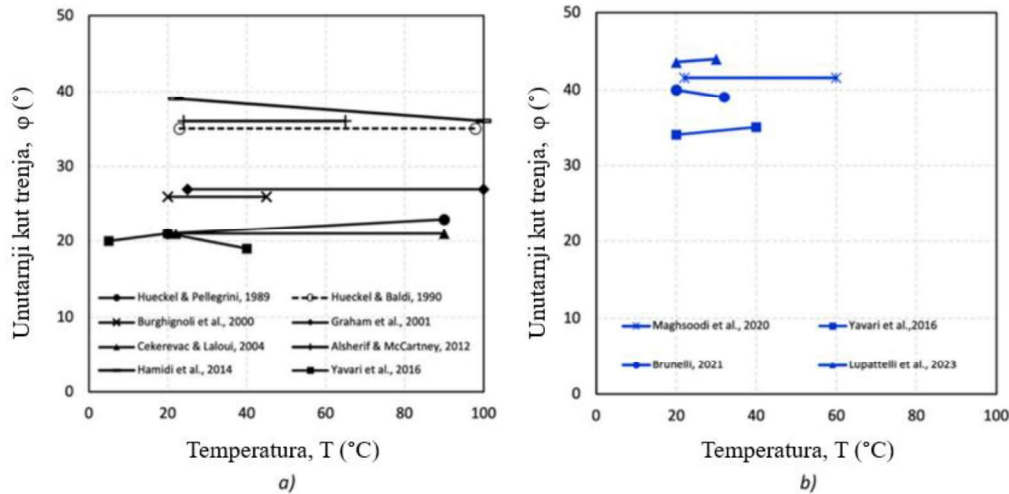 50
40
30
20
10
0
Unutarnji kut trenja, φ (˚)
Hueckel & Pellegrini, 1989
Hueckel & Baldi, 1990
Burghignoli et al., 2000
Graham et al., 2001
Cekerevac & Laloui, 2004
Alsherif & McCartney, 2012
Hamidi et al., 2014
Yavari et al., 2016
0 20 40 60 80 100
Temperatura, T (°C)
a)
50
40
30
20
10
0
Unutarnji kut trenja, φ (˚)
Maghsoodi et al., 2020
Yavari et al.,2016
Brunelli, 2021
Lupattelli et al., 2023
0 20 40 60 80 100
Temperatura, T (°C)
b)